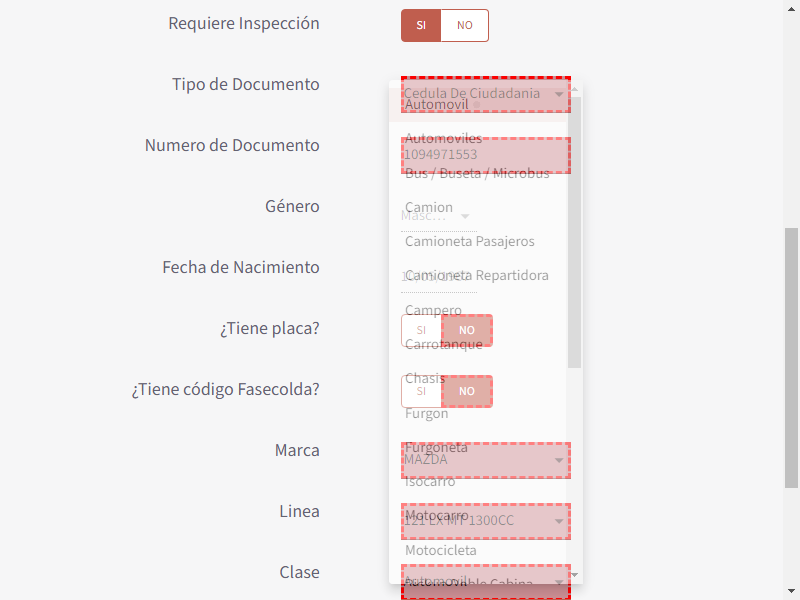 Requiere Inspección
SI NO
Tipo de Documento
Cedula De Ciudadania
Automovil
Automoviles
Numero de Documento
1094971553
Bus / Buseta / Microbus
Género
Camion
Masc...
Camioneta Pasajeros
Fecha de Nacimiento
Camioneta Repartidora
Campero
¿Tiene placa?
SI NO
Carrotanque
Chasis
¿Tiene código Fasecolda?
SI NO
Furgon
Furgoneta
Marca
MAZDA
Isocarro
Motocarro
Linea
121 LX MT 1300CC
Motocicleta
Clase
Automovil
Cabina